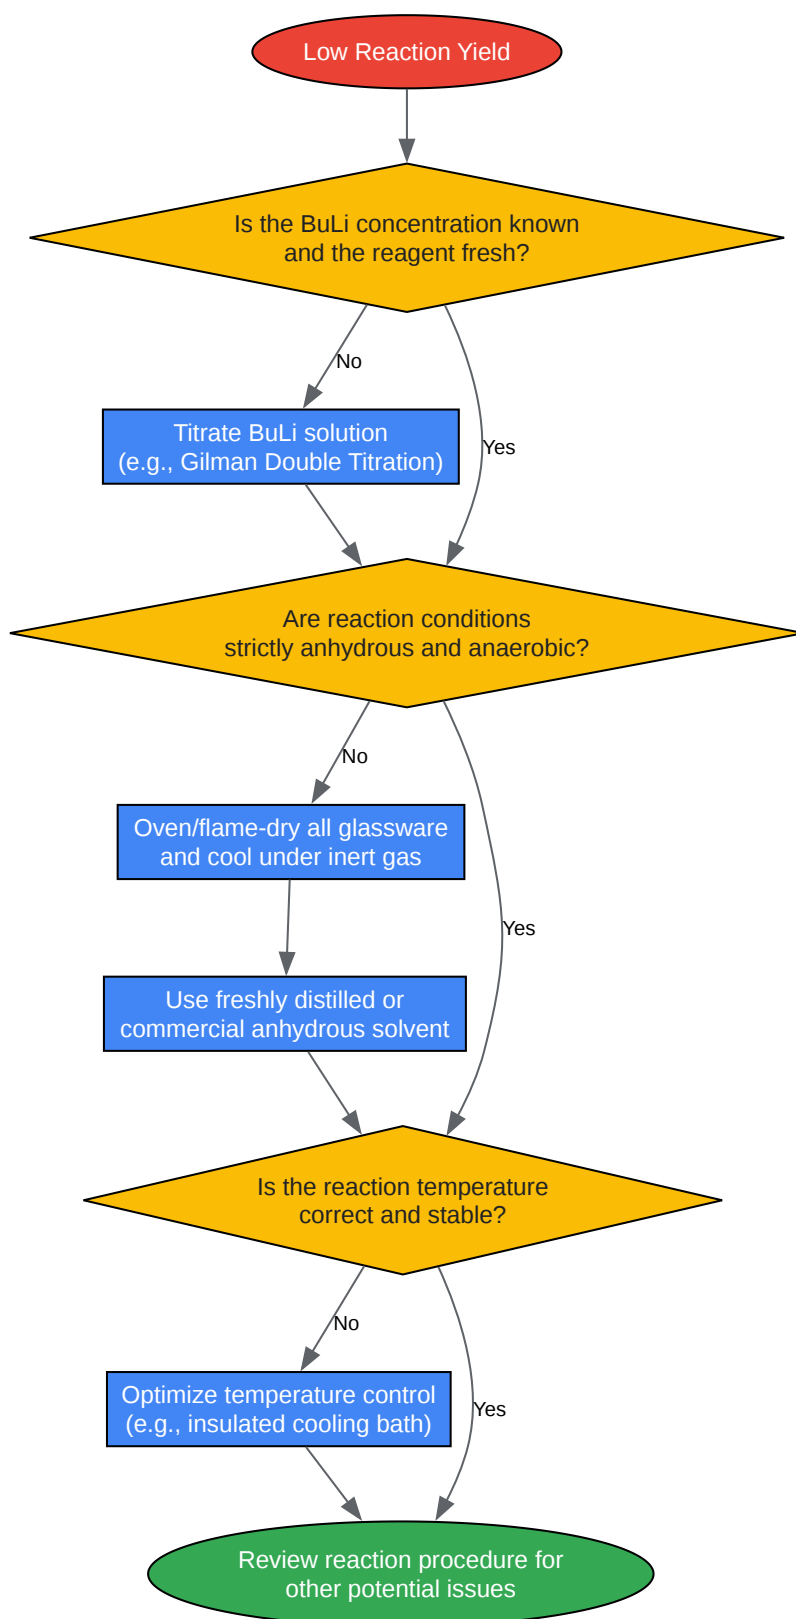 Low Reaction Yield
Is the BuLi concentration known
and the reagent fresh?
No
Titrate BuLi solution
(e.g., Gilman Double Titration)
Yes
Are reaction conditions
strictly anhydrous and anaerobic?
No
Oven/flame-dry all glassware
and cool under inert gas
Yes
Use freshly distilled or
commercial anhydrous solvent
Is the reaction temperature
correct and stable?
No
Optimize temperature control
(e.g., insulated cooling bath)
Yes
Review reaction procedure for
other potential issues